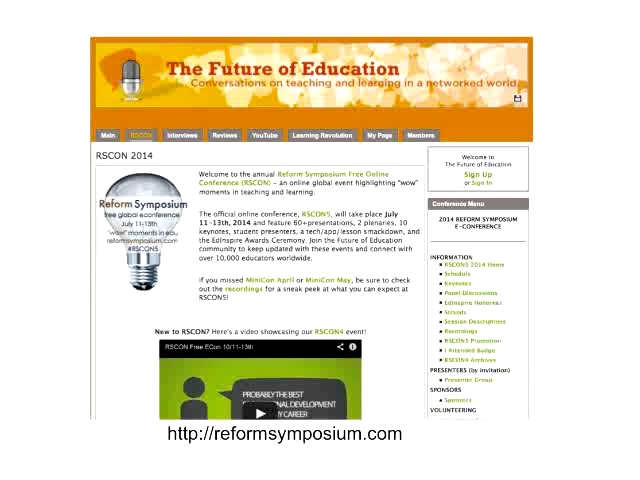 The Future of Education
Conversations on teaching and learning in a networked world
Main RSCON Interviews Reviews YouTube Learning Revolution My Page Members
RSCON 2014
Reform Symposium
free global econference
July 11-13th
"wow" moments in edu
reformsymposium.com
#RSCON5
Welcome to the annual Reform Symposium Free Online
Conference (RSCON) - an online global event highlighting "wow"
moments in teaching and learning.
The official online conference, RSCON5, will take place July
11-13th, 2014 and feature 60+presentations, 2 plenaries, 10
keynotes, student presenters, a tech/app/lesson smackdown, and
the EdInspire Awards Ceremony. Join the Future of Education
community to keep updated with these events and connect with
over 10,000 educators worldwide.
If you missed MiniCon April or MiniCon May, be sure to check
out the recordings for a sneak peek at what you can expect at
RSCON5!
New to RSCON? Here's a video showcasing our RSCON4 event!
RSCON Free ECon 10/11-13th
PROBABLY THE BEST
NAL DEVELOPMENT
Y CAREER
Welcome to
The Future of Education
Sign Up
or Sign In
Conference Menu
2014 REFORM SYMPOSIUM
E-CONFERENCE
INFORMATION
RSCON5 2014 Home
Schedule
Keynotes
Panel Discussions
EdInspire Honorees
Strands
Session Descriptions
Recordings
RSCON5 Promotion
I Attended Badge
RSCON4 Archives
PRESENTERS (by invitation)
Presenter Group
SPONSORS
Sponsors
VOLUNTEERING
http://reformsymposium.com